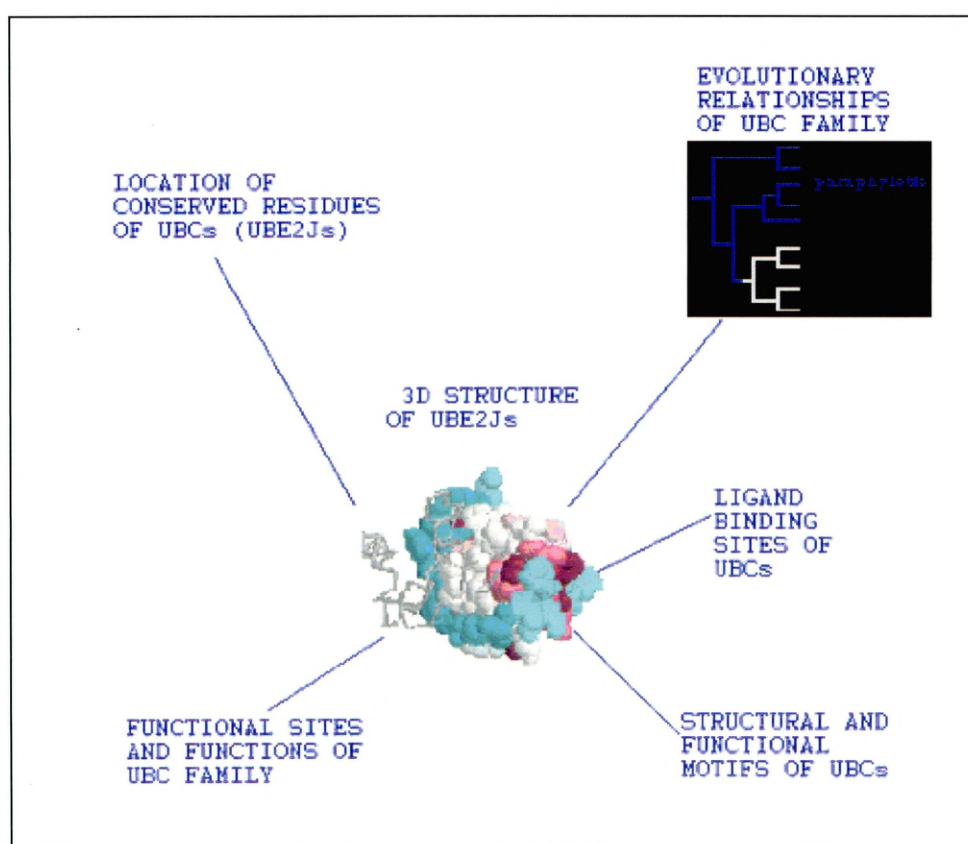 EVOLUTIONARY
RELATIONSHIPS
OF UBC FAMILY
paraphyletic
LOCATION OF
CONSERVED RESIDUES
OF UBCs (UBE2Js)
3D STRUCTURE
OF UBE2Js
LIGAND
BINDING
SITES OF
UBCs
FUNCTIONAL SITES
AND FUNCTIONS OF
UBC FAMILY
STRUCTURAL AND
FUNCTIONAL
MOTIFS OF UBCs